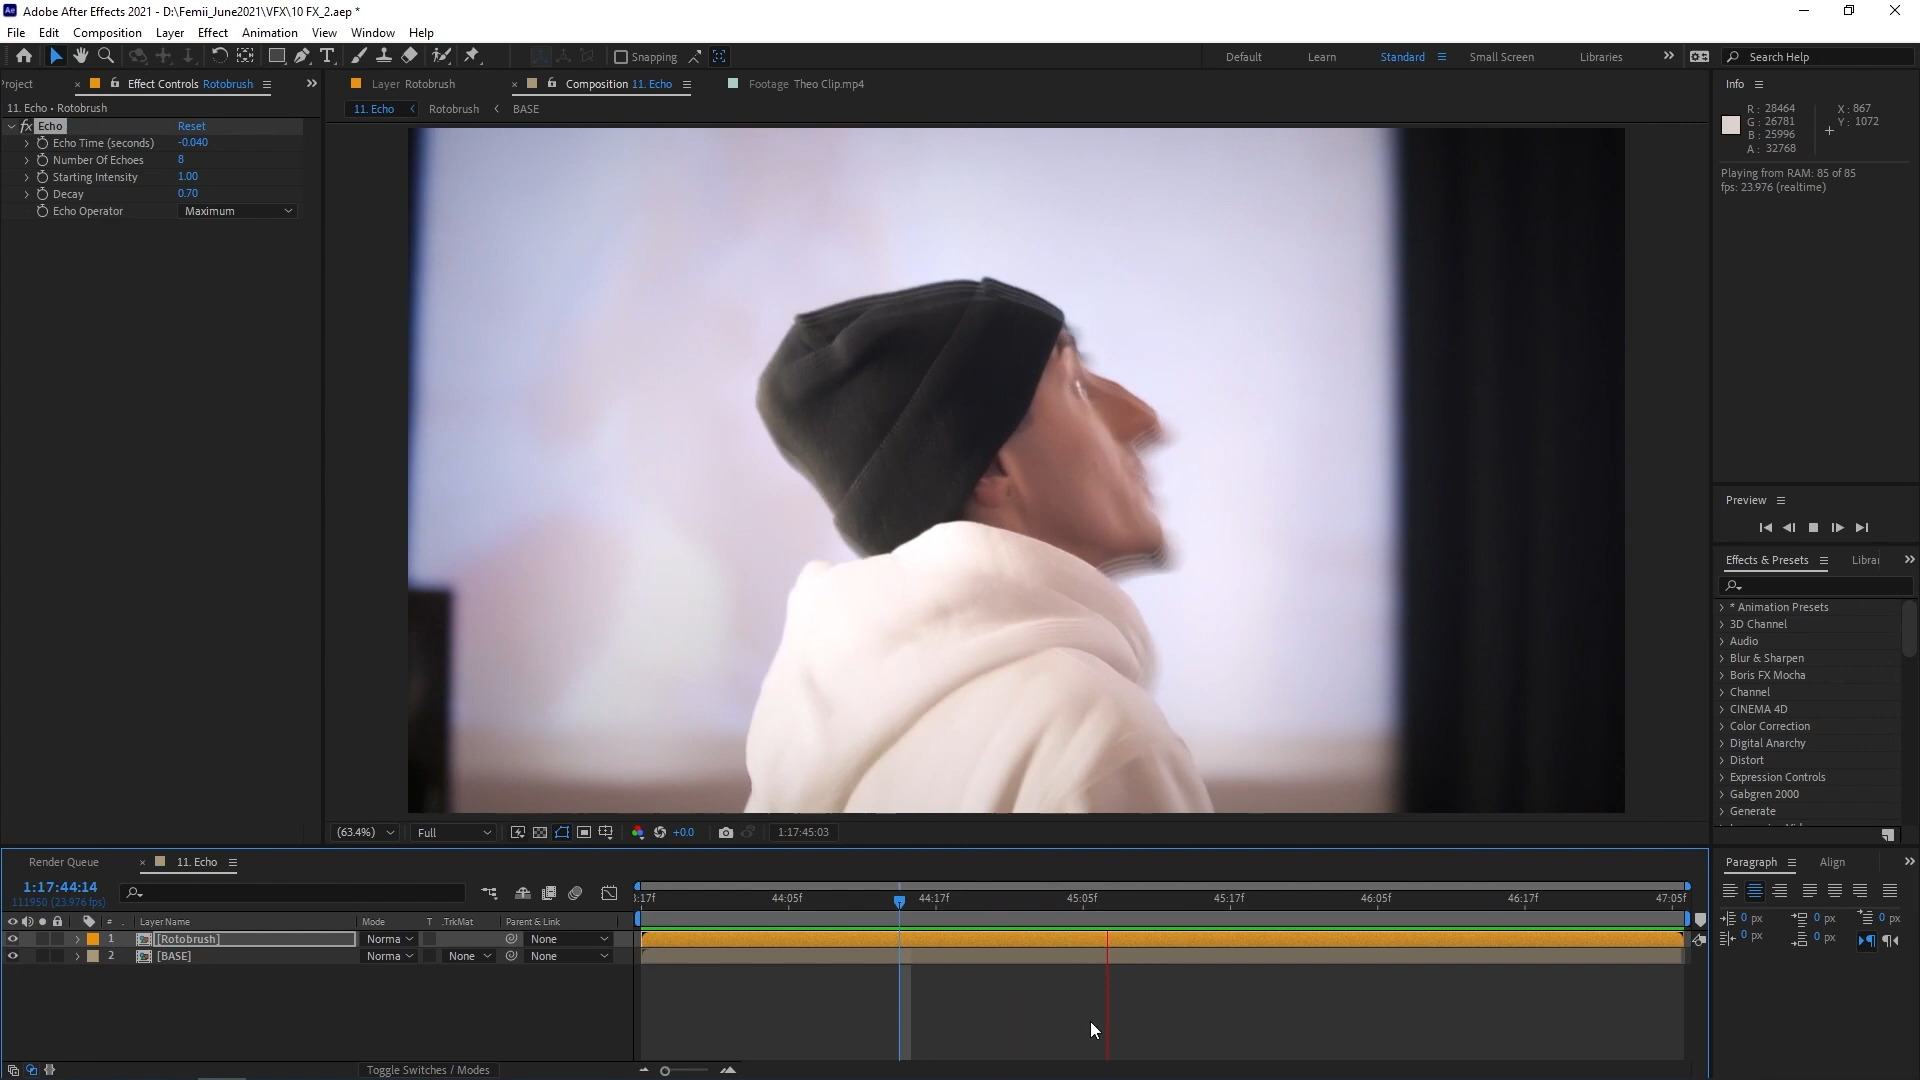 Adobe After Effects 2021 - D:\Femii_June2021\VFX\10 FX_2.aep *
File Edit Composition Layer Effect Animation View Window Help
Snapping
Default Learn Standard Small Screen Libraries
Search Help
Effect Controls Rotobrush
11. Echo • Rotobrush
fx Echo Reset
Echo Time (seconds) -0.040
Number Of Echoes 8
Starting Intensity 1.00
Decay 0.70
Echo Operator Maximum
Layer Rotobrush
Composition 11. Echo
Footage Theo Clip.mp4
11. Echo Rotobrush BASE
Info
R: 28464
G: 26781
B: 25996
A: 32768
X: 867
Y: 1072
Playing from RAM: 85 of 85
fps: 23.976 (realtime)
Preview
Effects & Presets
* Animation Presets
3D Channel
Audio
Blur & Sharpen
Boris FX Mocha
Channel
CINEMA 4D
Color Correction
Digital Anarchy
Distort
Expression Controls
Gabgren 2000
Generate
(63.4%) Full +0.0 1:17:45:03
Render Queue 11. Echo
1:17:44:14
111950 (23.976 fps)
44:05f 44:17f 45:05f 45:17f 46:05f 46:17f 47:05f
# Layer Name Mode T .TrkMat Parent & Link
1 [Rotobrush] Norma None
2 [BASE] Norma None None
Toggle Switches / Modes
Paragraph Align
0 px 0 px 0 px
0 px 0 px